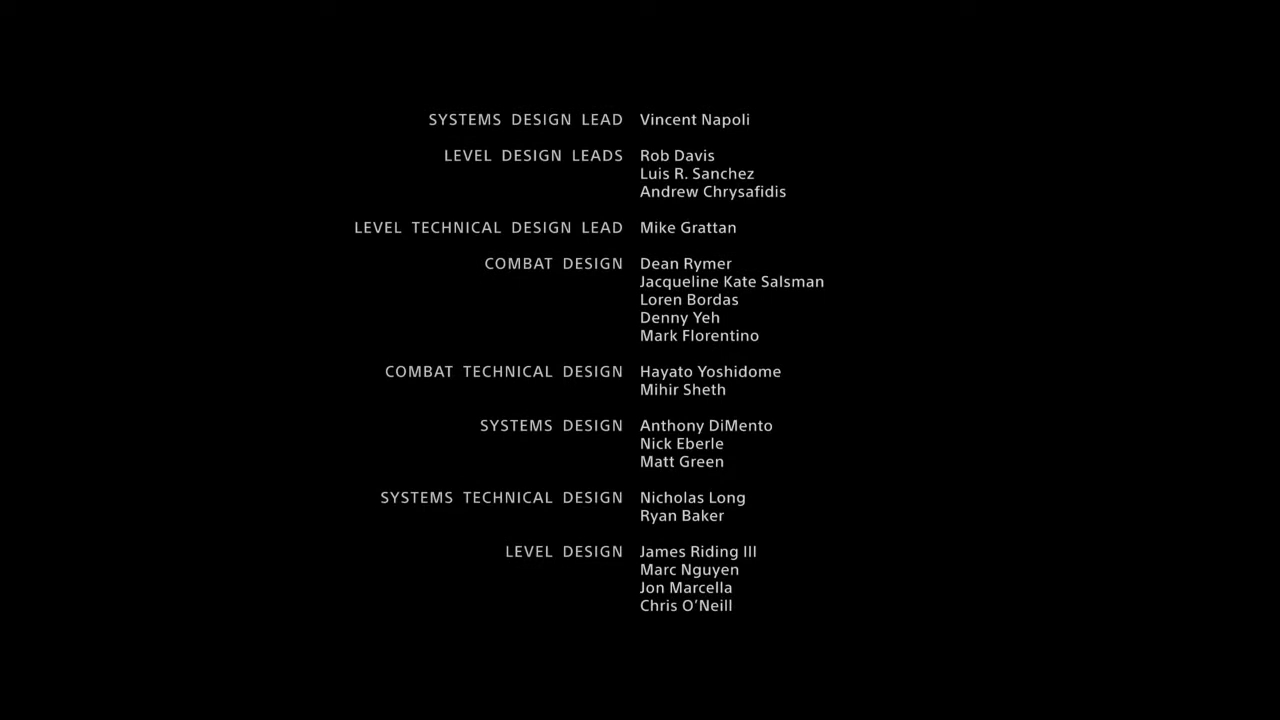 SYSTEMS DESIGN LEAD Vincent Napoli
LEVEL DESIGN LEADS Rob Davis
Luis R. Sanchez
Andrew Chrysafidis
LEVEL TECHNICAL DESIGN LEAD Mike Grattan
COMBAT DESIGN Dean Rymer
Jacqueline Kate Salsman
Loren Bordas
Denny Yeh
Mark Florentino
COMBAT TECHNICAL DESIGN Hayato Yoshidome
Mihir Sheth
SYSTEMS DESIGN Anthony DiMento
Nick Eberle
Matt Green
SYSTEMS TECHNICAL DESIGN Nicholas Long
Ryan Baker
LEVEL DESIGN James Riding III
Marc Nguyen
Jon Marcella
Chris O’Neill